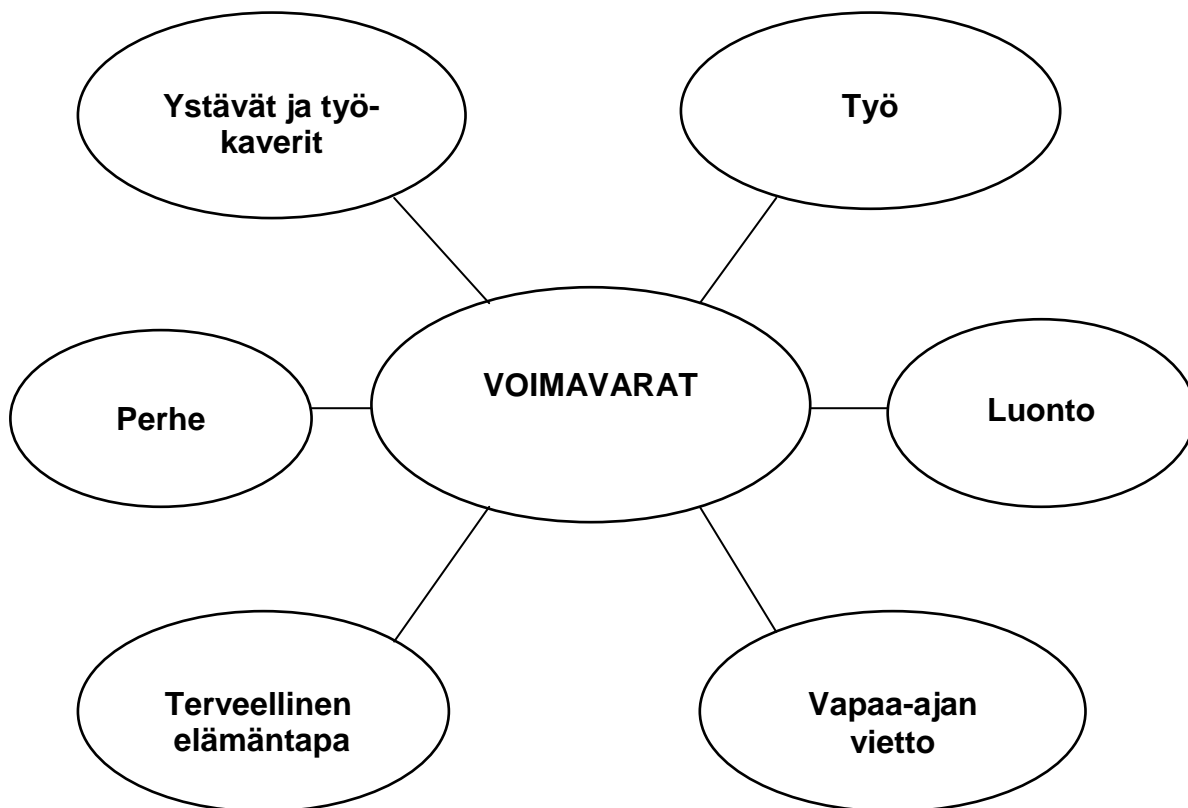 Ystävät ja työ-
kaverit
Työ
VOIMAVARAT
Perhe
Luonto
Terveellinen
elämäntapa
Vapaa-ajan
vietto